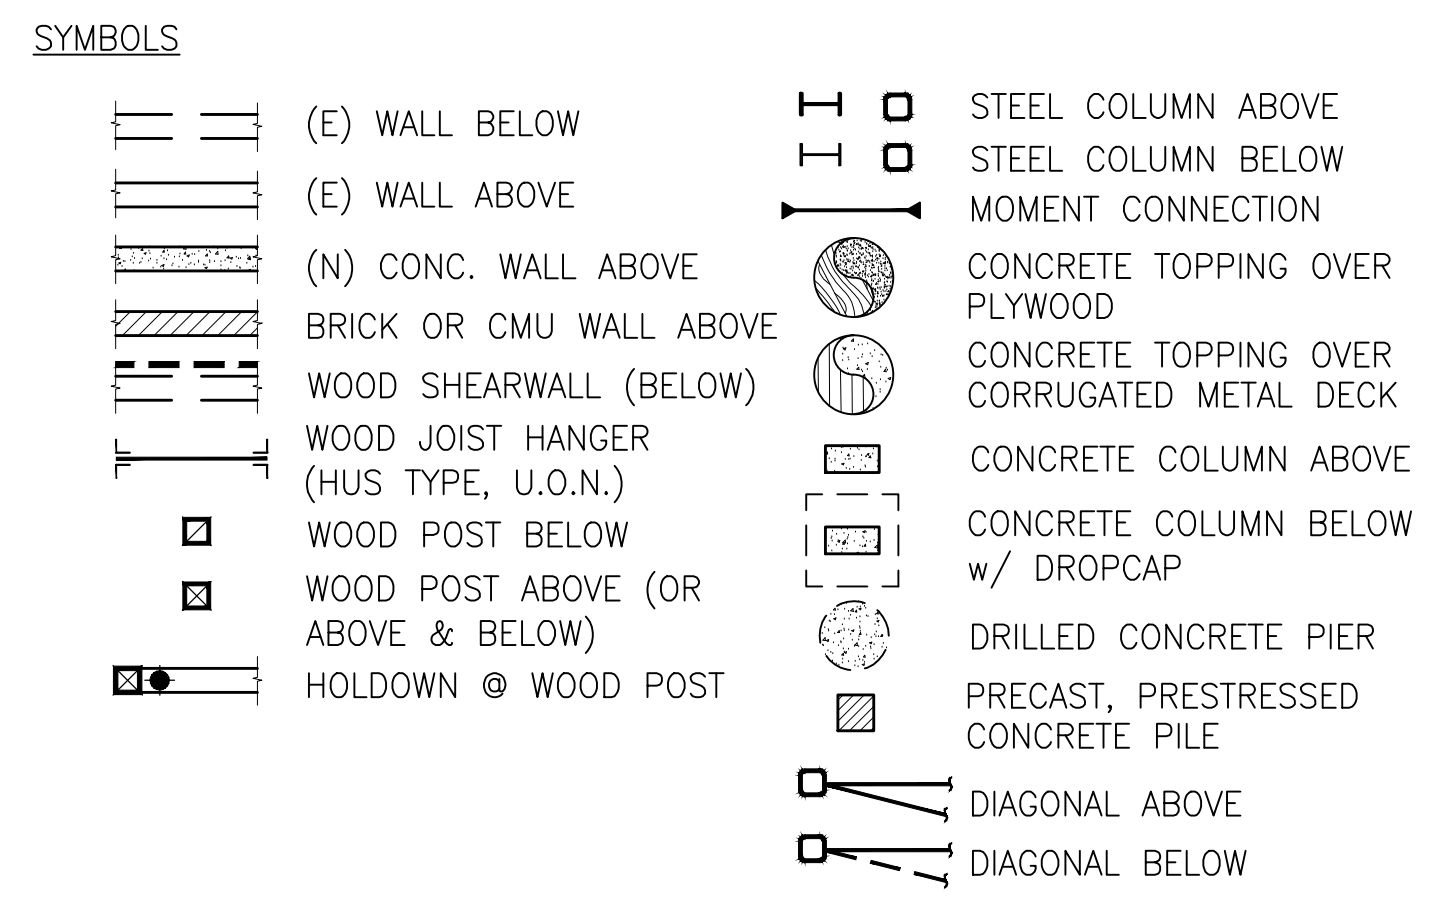 SYMBOLS
(E) WALL BELOW
(E) WALL ABOVE
(N) CONC. WALL ABOVE
BRICK OR CMU WALL ABOVE
WOOD SHEARWALL (BELOW)
WOOD JOIST HANGER
(HUS TYPE, U.O.N.)
WOOD POST BELOW
WOOD POST ABOVE (OR
ABOVE & BELOW)
HOLDOWN @ WOOD POST
STEEL COLUMN ABOVE
STEEL COLUMN BELOW
MOMENT CONNECTION
CONCRETE TOPPING OVER
PLYWOOD
CONCRETE TOPPING OVER
CORRUGATED METAL DECK
CONCRETE COLUMN ABOVE
CONCRETE COLUMN BELOW
w/ DROPCAP
DRILLED CONCRETE PIER
PRECAST, PRESTRESSED
CONCRETE PILE
DIAGONAL ABOVE
DIAGONAL BELOW